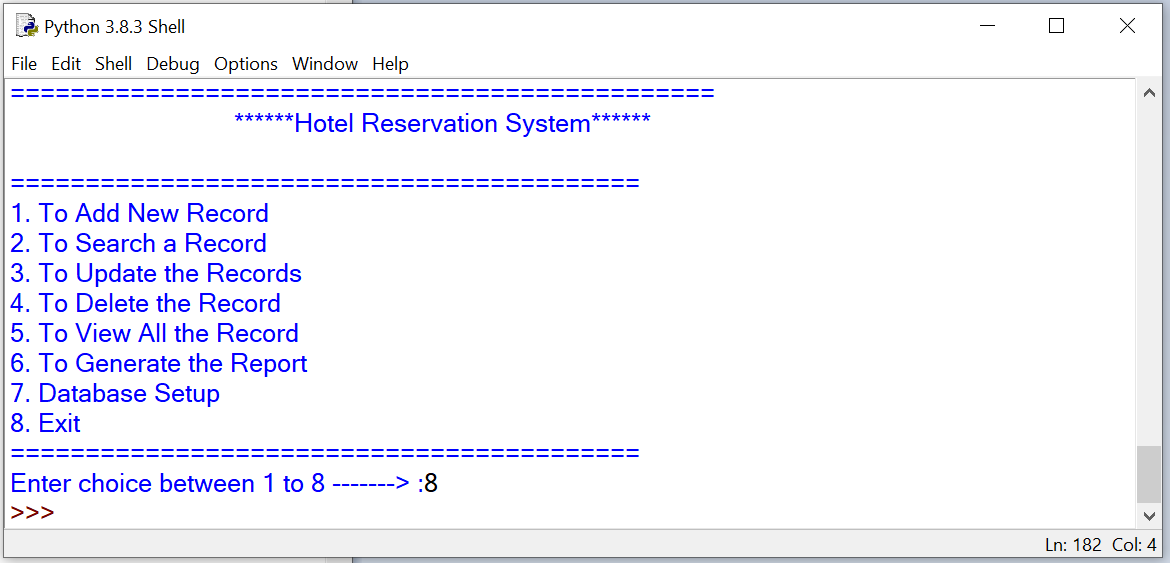 Python 3.8.3 Shell
File Edit Shell Debug Options Window Help
===============================================
******Hotel Reservation System******
==========================================
1. To Add New Record
2. To Search a Record
3. To Update the Records
4. To Delete the Record
5. To View All the Record
6. To Generate the Report
7. Database Setup
8. Exit
==========================================
Enter choice between 1 to 8 -------> :8
>>>
Ln: 182 Col: 4